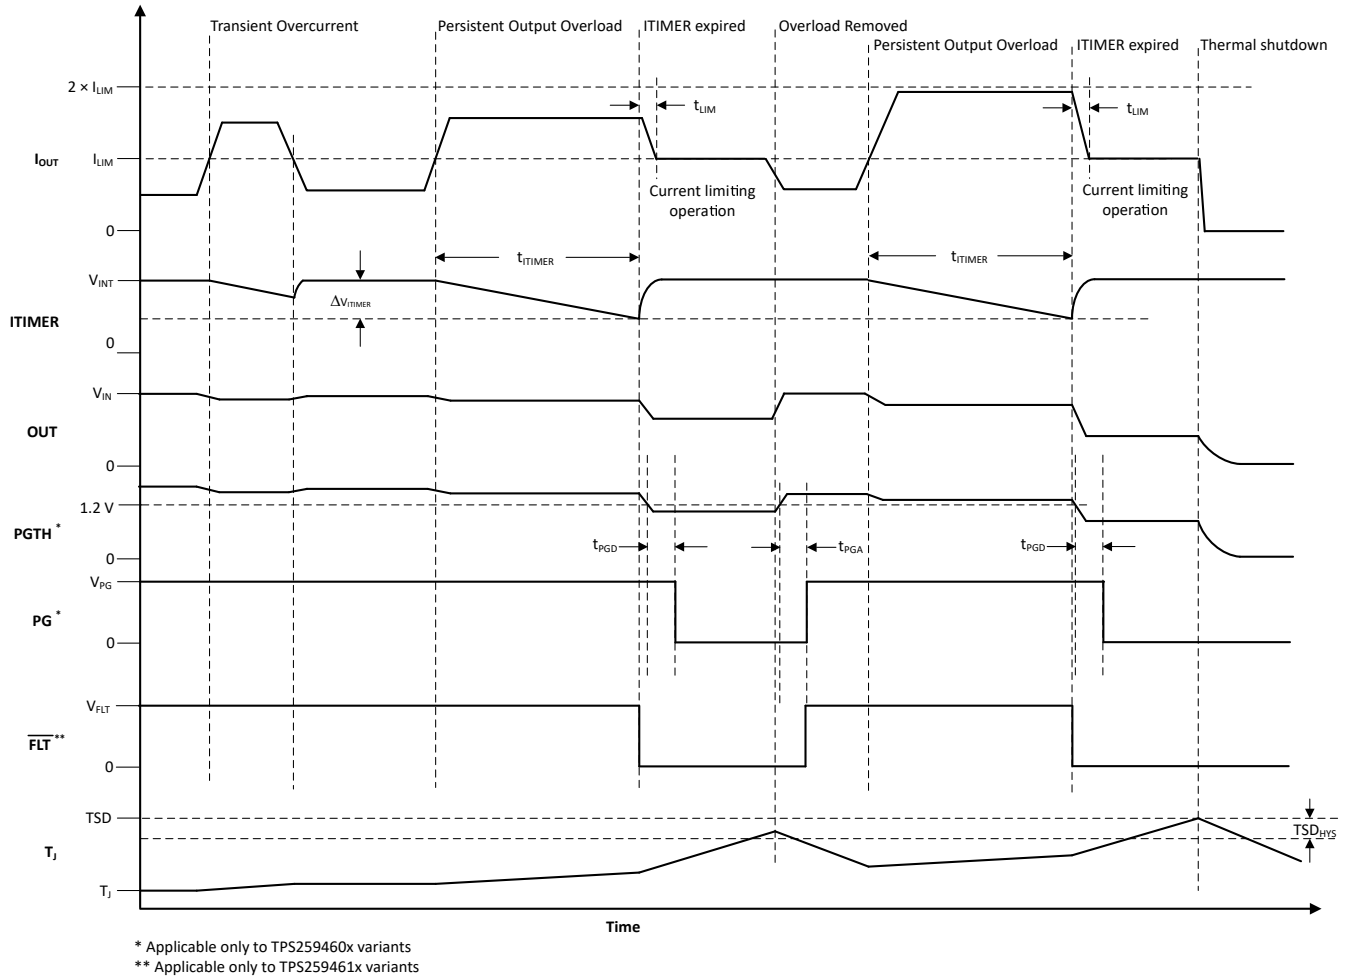 Transient Overcurrent
Persistent Output Overload
ITIMER expired
Overload Removed
Persistent Output Overload
ITIMER expired
Thermal shutdown
2 × ILIM
tLIM
tLIM
IOUT
ILIM
Current limiting
operation
Current limiting
operation
0
tITIMER
tITIMER
VINT
ΔVITIMER
ITIMER
0
VIN
OUT
0
1.2 V
PGTH *
tPGD
tPGA
tPGD
0
VPG
PG *
0
VFLT
FLT **
0
TSD
TSDHYS
TJ
TJ
Time
* Applicable only to TPS259460x variants
** Applicable only to TPS259461x variants